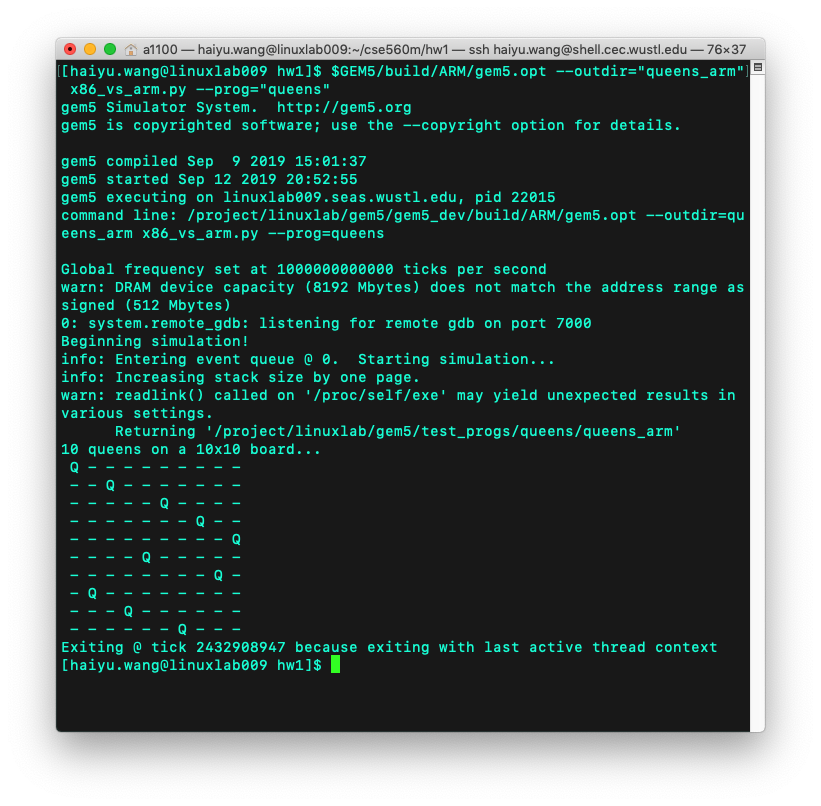 a1100 — haiyu.wang@linuxlab009:~/cse560m/hw1 — ssh haiyu.wang@shell.cec.wustl.edu — 76×37
[[haiyu.wang@linuxlab009 hw1]$ $GEM5/build/ARM/gem5.opt --outdir="queens_arm"]
 x86_vs_arm.py --prog="queens"
gem5 Simulator System.  http://gem5.org
gem5 is copyrighted software; use the --copyright option for details.

gem5 compiled Sep  9 2019 15:01:37
gem5 started Sep 12 2019 20:52:55
gem5 executing on linuxlab009.seas.wustl.edu, pid 22015
command line: /project/linuxlab/gem5/gem5_dev/build/ARM/gem5.opt --outdir=qu
eens_arm x86_vs_arm.py --prog=queens

Global frequency set at 1000000000000 ticks per second
warn: DRAM device capacity (8192 Mbytes) does not match the address range as
signed (512 Mbytes)
0: system.remote_gdb: listening for remote gdb on port 7000
Beginning simulation!
info: Entering event queue @ 0.  Starting simulation...
info: Increasing stack size by one page.
warn: readlink() called on '/proc/self/exe' may yield unexpected results in
various settings.
      Returning '/project/linuxlab/gem5/test_progs/queens/queens_arm'
10 queens on a 10x10 board...
 Q - - - - - - - - -
 - - Q - - - - - - -
 - - - - - Q - - - -
 - - - - - - - Q - -
 - - - - - - - - - Q
 - - - - Q - - - - -
 - - - - - - - - Q -
 - Q - - - - - - - -
 - - - Q - - - - - -
 - - - - - - Q - - -
Exiting @ tick 2432908947 because exiting with last active thread context
[haiyu.wang@linuxlab009 hw1]$